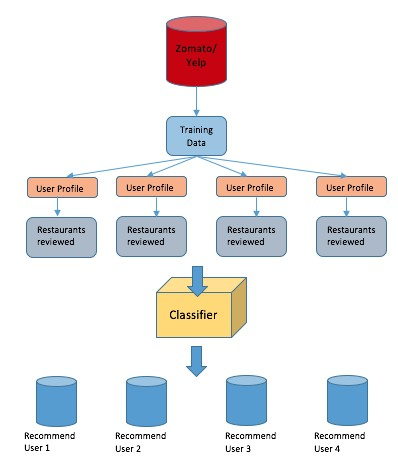 Zomato/
Yelp
Training
Data
User Profile
User Profile
User Profile
User Profile
Restaurants
reviewed
Restaurants
reviewed
Restaurants
reviewed
Restaurants
reviewed
Classifier
Recommend
User 1
Recommend
User 2
Recommend
User 3
Recommend
User 4